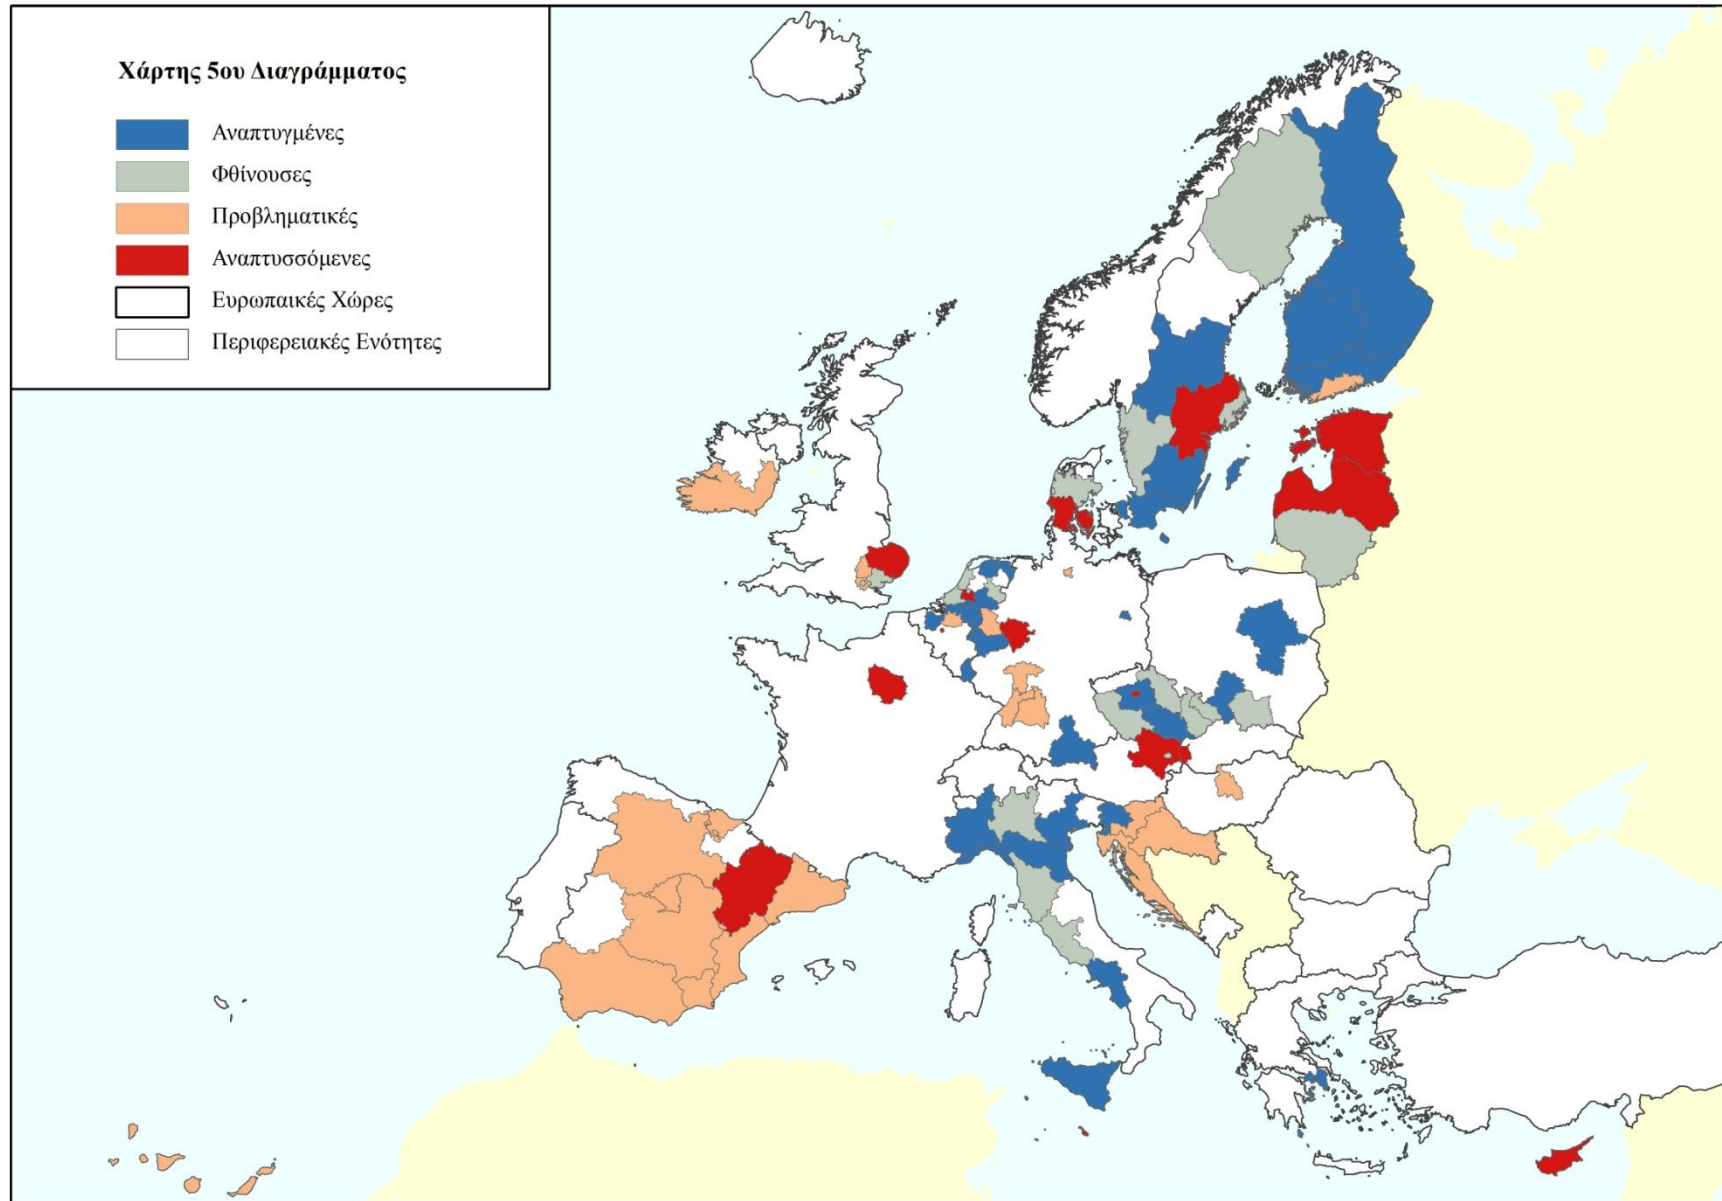 Χάρτης 5ου Διαγράμματος
Αναπτυγμένες
Φθίνουσες
Προβληματικές
Αναπτυσσόμενες
Ευρωπαικές Χώρες
Περιφερειακές Ενότητες